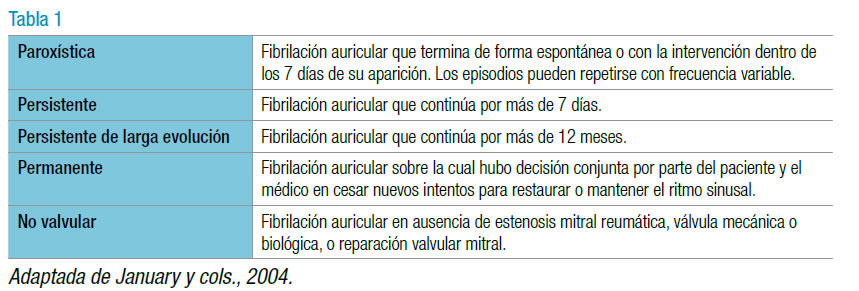 Tabla 1
Paroxística
Fibrilación auricular que termina de forma espontánea o con la intervención dentro de
los 7 días de su aparición. Los episodios pueden repetirse con frecuencia variable.
Persistente
Fibrilación auricular que continúa por más de 7 días.
Persistente de larga evolución
Fibrilación auricular que continúa por más de 12 meses.
Permanente
Fibrilación auricular sobre la cual hubo decisión conjunta por parte del paciente y el
médico en cesar nuevos intentos para restaurar o mantener el ritmo sinusal.
No valvular
Fibrilación auricular en ausencia de estenosis mitral reumática, válvula mecánica o
biológica, o reparación valvular mitral.
Adaptada de January y cols., 2004.